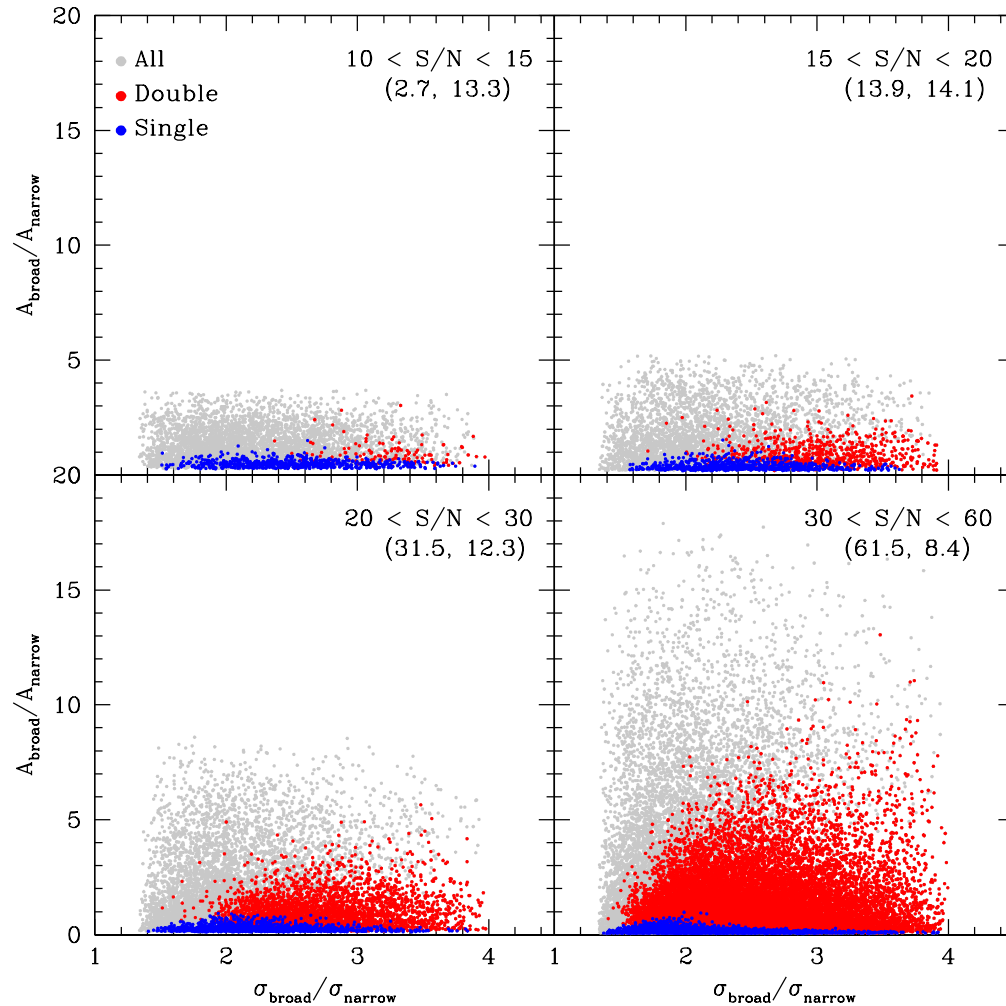 20
All
Double
Single
10 < S/N < 15
(2.7, 13.3)
15 < S/N < 20
(13.9, 14.1)
15
10
5
A_broad/A_narrow
20
20 < S/N < 30
(31.5, 12.3)
30 < S/N < 60
(61.5, 8.4)
15
10
5
0
A_broad/A_narrow
1 2 3 4 1 2 3 4
σ_broad/σ_narrow σ_broad/σ_narrow